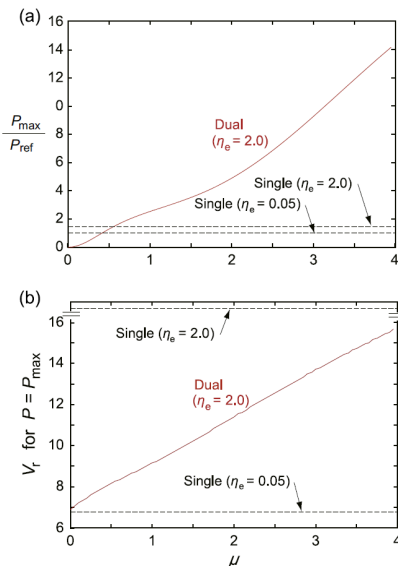 (a)
16
14
12
0
8
6
4
2
0
P_max
P_ref
Dual
(η_e = 2.0)
Single (η_e = 2.0)
Single (η_e = 0.05)
0 1 2 3 4
(b)
16
14
12
10
8
6
V_r for P = P_max
Single (η_e = 2.0)
Dual
(η_e = 2.0)
Single (η_e = 0.05)
0 1 2 3 4
μ